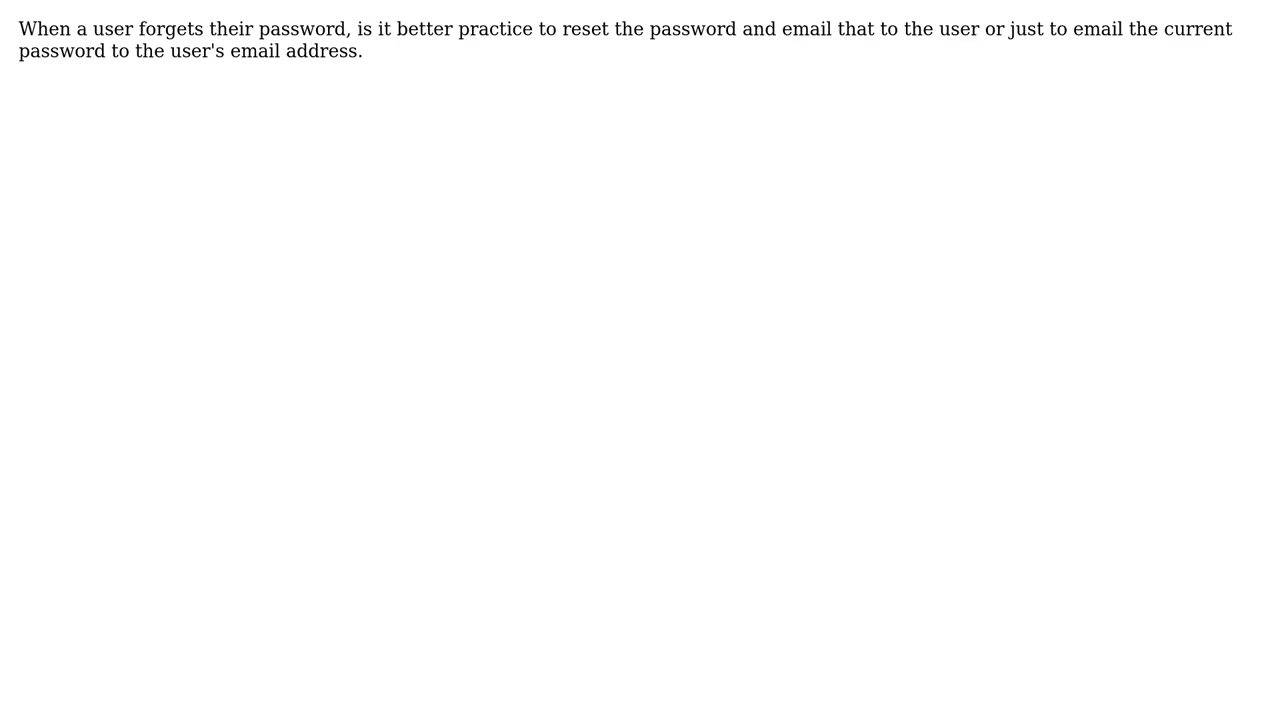 When a user forgets their password, is it better practice to reset the password and email that to the user or just to email the current
password to the user's email address.